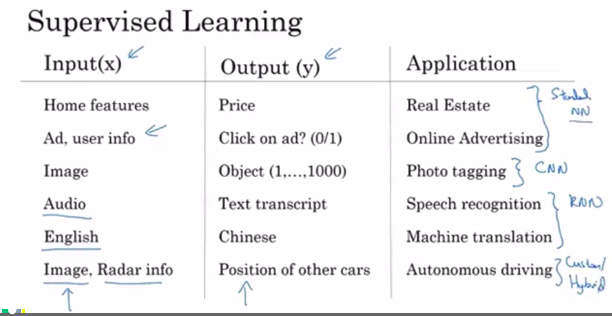 Supervised Learning
Input(x) Output (y) Application
Home features Price Real Estate
Ad, user info Click on ad? (0/1) Online Advertising
Image Object (1,…,1000) Photo tagging
Audio Text transcript Speech recognition
English Chinese Machine translation
Image, Radar info Position of other cars Autonomous driving
NN
CNN
RNN
Custom/
Hybrid